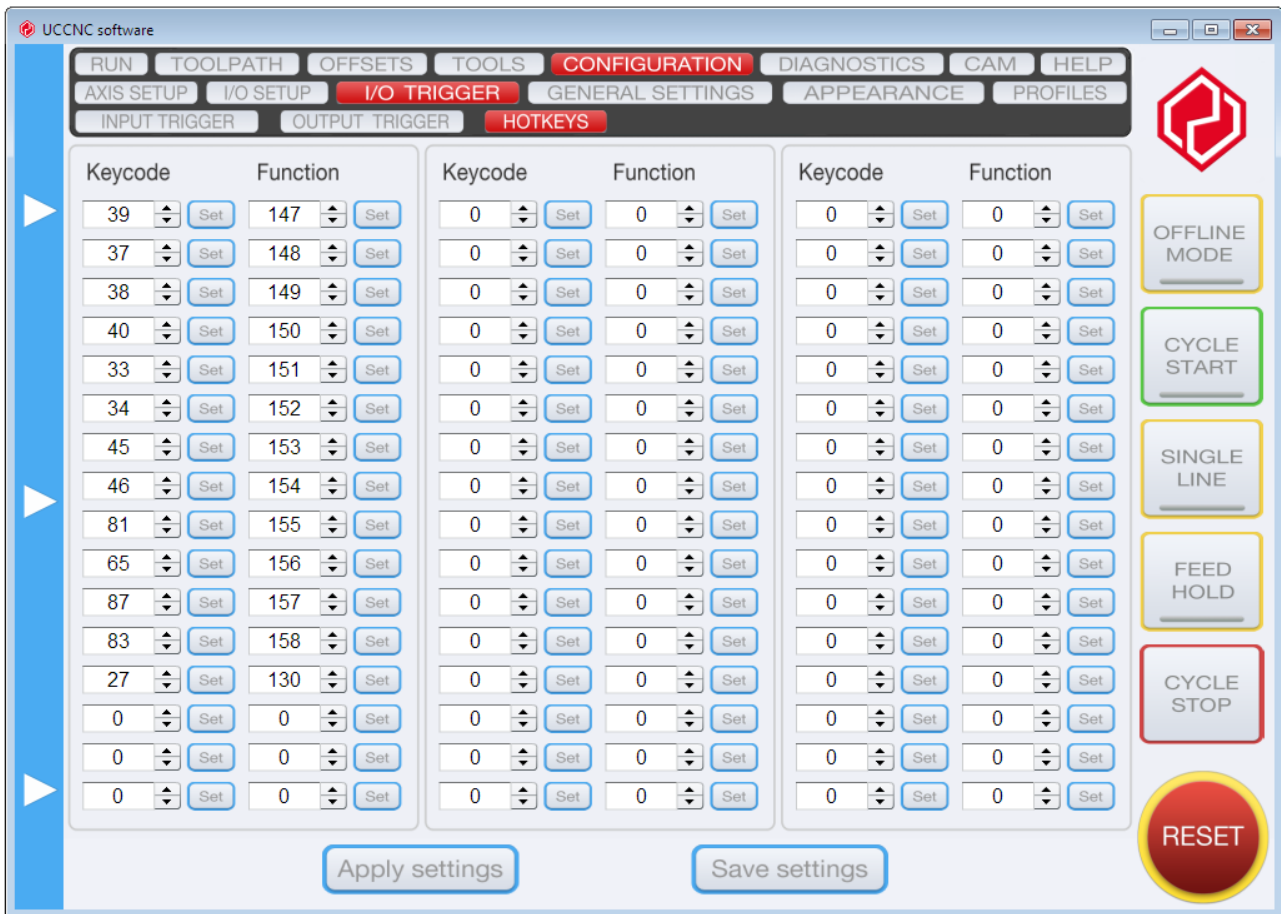 UCCNC software
RUN TOOLPATH OFFSETS TOOLS CONFIGURATION DIAGNOSTICS CAM HELP
AXIS SETUP I/O SETUP I/O TRIGGER GENERAL SETTINGS APPEARANCE PROFILES
INPUT TRIGGER OUTPUT TRIGGER HOTKEYS
Keycode Function Keycode Function Keycode Function
39 Set 147 Set 0 Set 0 Set 0 Set 0 Set
37 Set 148 Set 0 Set 0 Set 0 Set 0 Set
38 Set 149 Set 0 Set 0 Set 0 Set 0 Set
40 Set 150 Set 0 Set 0 Set 0 Set 0 Set
33 Set 151 Set 0 Set 0 Set 0 Set 0 Set
34 Set 152 Set 0 Set 0 Set 0 Set 0 Set
45 Set 153 Set 0 Set 0 Set 0 Set 0 Set
46 Set 154 Set 0 Set 0 Set 0 Set 0 Set
81 Set 155 Set 0 Set 0 Set 0 Set 0 Set
65 Set 156 Set 0 Set 0 Set 0 Set 0 Set
87 Set 157 Set 0 Set 0 Set 0 Set 0 Set
83 Set 158 Set 0 Set 0 Set 0 Set 0 Set
27 Set 130 Set 0 Set 0 Set 0 Set 0 Set
0 Set 0 Set 0 Set 0 Set 0 Set 0 Set
0 Set 0 Set 0 Set 0 Set 0 Set 0 Set
0 Set 0 Set 0 Set 0 Set 0 Set 0 Set
Apply settings Save settings
OFFLINE
MODE
CYCLE
START
SINGLE
LINE
FEED
HOLD
CYCLE
STOP
RESET